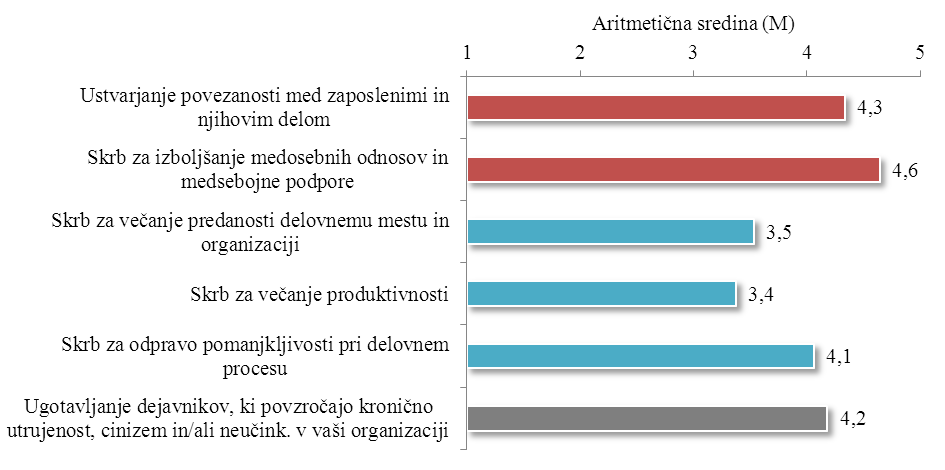 Aritmetična sredina (M)
1 2 3 4 5
Ustvarjanje povezanosti med zaposlenimi in
njihovim delom
4,3
Skrb za izboljšanje medosebnih odnosov in
medsebojne podpore
4,6
Skrb za večanje predanosti delovnemu mestu in
organizaciji
3,5
Skrb za večanje produktivnosti
3,4
Skrb za odpravo pomanjkljivosti pri delovnem
procesu
4,1
Ugotavljanje dejavnikov, ki povzročajo kronično
utrujenost, cinizem in/ali neučink. v vaši organizaciji
4,2